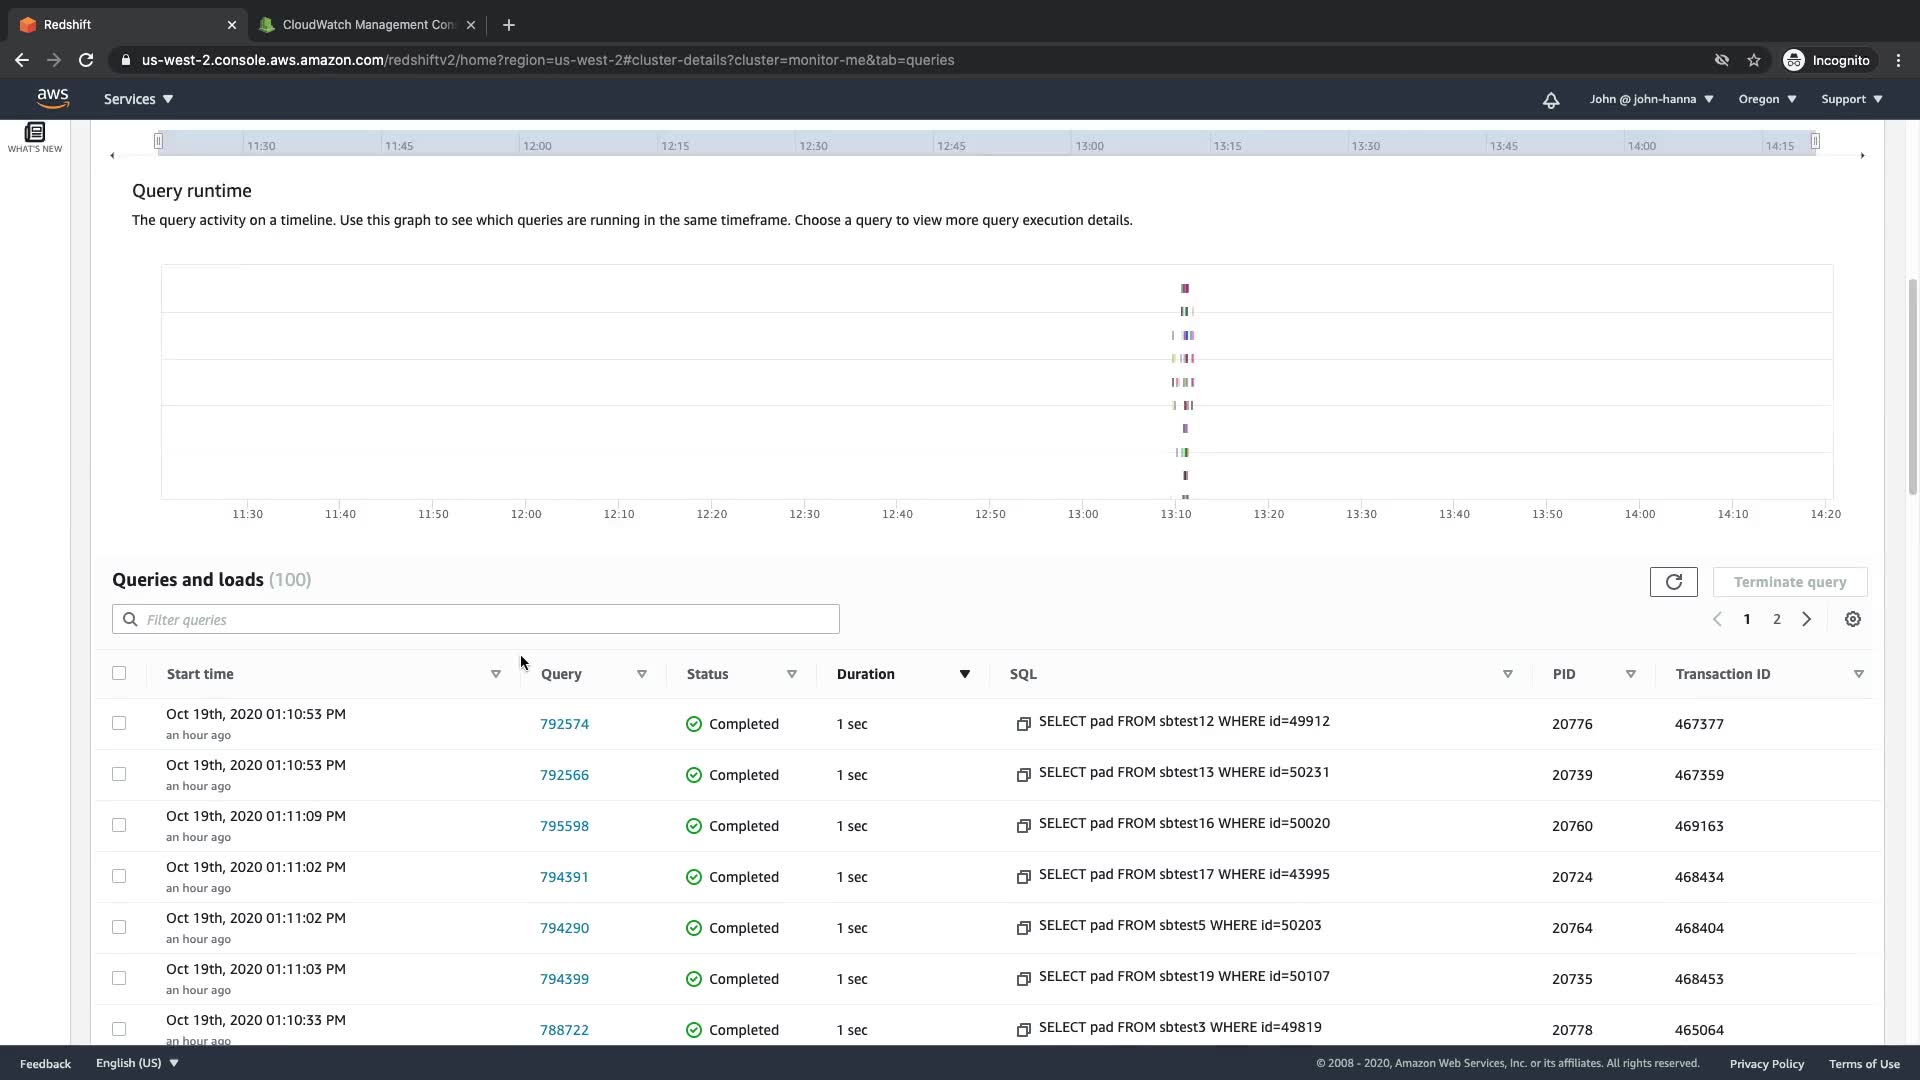 Redshift
CloudWatch Management Con
us-west-2.console.aws.amazon.com/redshiftv2/home?region=us-west-2#cluster-details?cluster=monitor-me&tab=queries
Incognito
aws
Services
John @ john-hanna
Oregon
Support
WHAT'S NEW
11:30 11:45 12:00 12:15 12:30 12:45 13:00 13:15 13:30 13:45 14:00 14:15
Query runtime
The query activity on a timeline. Use this graph to see which queries are running in the same timeframe. Choose a query to view more query execution details.
11:30 11:40 11:50 12:00 12:10 12:20 12:30 12:40 12:50 13:00 13:10 13:20 13:30 13:40 13:50 14:00 14:10 14:20
Queries and loads (100)
Terminate query
Filter queries
1 2
Start time Query Status Duration SQL PID Transaction ID
Oct 19th, 2020 01:10:53 PM
an hour ago
792574 Completed 1 sec SELECT pad FROM sbtest12 WHERE id=49912 20776 467377
Oct 19th, 2020 01:10:53 PM
an hour ago
792566 Completed 1 sec SELECT pad FROM sbtest13 WHERE id=50231 20739 467359
Oct 19th, 2020 01:11:09 PM
an hour ago
795598 Completed 1 sec SELECT pad FROM sbtest16 WHERE id=50020 20760 469163
Oct 19th, 2020 01:11:02 PM
an hour ago
794391 Completed 1 sec SELECT pad FROM sbtest17 WHERE id=43995 20724 468434
Oct 19th, 2020 01:11:02 PM
an hour ago
794290 Completed 1 sec SELECT pad FROM sbtest5 WHERE id=50203 20764 468404
Oct 19th, 2020 01:11:03 PM
an hour ago
794399 Completed 1 sec SELECT pad FROM sbtest19 WHERE id=50107 20735 468453
Oct 19th, 2020 01:10:33 PM
an hour ago
788722 Completed 1 sec SELECT pad FROM sbtest3 WHERE id=49819 20778 465064
Feedback
English (US)
© 2008 - 2020, Amazon Web Services, Inc. or its affiliates. All rights reserved.
Privacy Policy
Terms of Use